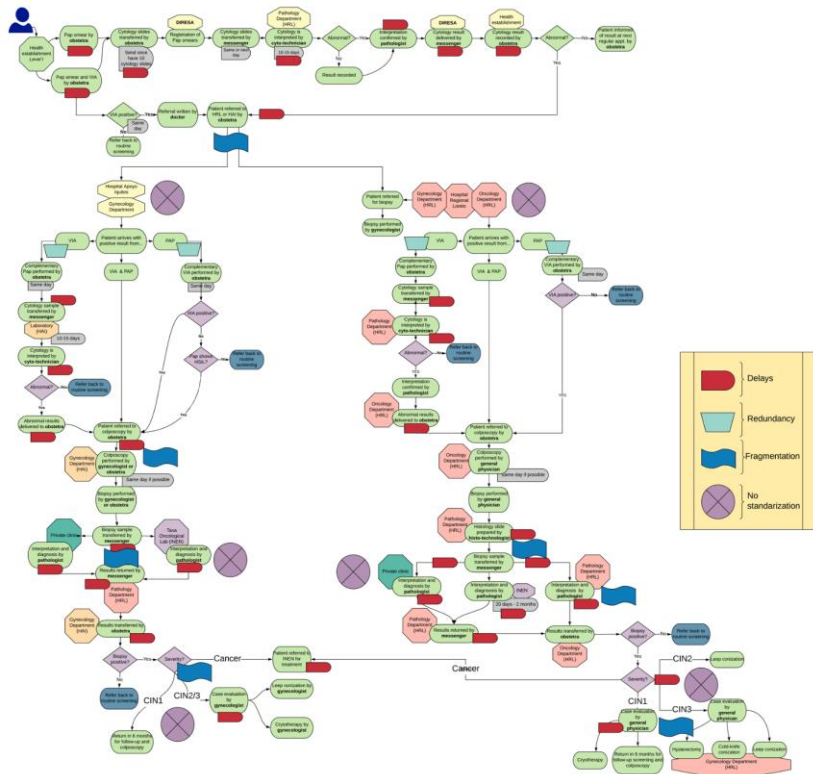 DIRESA
Pathology
Department
(HRL)
DIRESA
Health
establishment
Health
establishment
Level?
Pap smear by
obstetra
Pap smear and VIA
by obstetra
Cytology slides
transferred by
obstetra
Registration of
Pap smears
Cytology slides
transferred by
messenger
Cytology is
interpreted by
cyto-technician
Abnormal?
No
Result recorded
Interpretation
confirmed by
pathologist
Cytology result
delivered by
messenger
Cytology result
recorded by
obstetra
Abnormal?
No
Patient informed
of result at next
regular appt. by
obstetra
VIA positive?
Yes
Same
day
No
Refer back to
routine
screening
Referral written by
doctor
Patient referred to
HRL or HAI by
obstetra
Hospital Apoyo
Iquitos
Gynecology
Department
Patient arrives with
positive result from...
VIA
PAP
VIA & PAP
Complementary
Pap performed by
obstetra
Same day
Cytology sample
transferred by
messenger
Laboratory
(HAI)
10-15 days
Cytology is
interpreted by
cyto-technician
Abnormal?
No
Refer back to
routine screening
Abnormal results
delivered to obstetra
Complementary
VIA performed by
obstetra
Same day
VIA positive?
No
Pap shows
HSIL?
Refer back to
routine screening
Patient referred to
colposcopy by
obstetra
Gynecology
Department
(HAI)
Colposcopy
performed by
gynecologist or
obstetra
Same day if possible
Biopsy performed
by gynecologist
or obstetra
Private clinic
Biopsy sample
transferred by
messenger
Interpretation and
diagnosis by
pathologist
Interpretation and
diagnosis by
pathologist
Results returned by
messenger
Pathology
Department
(HRL)
Gynecology
Department
(HAI)
Results
transferred by
obstetra
Biopsy
positive?
Yes
No
Refer back to
routine
screening
Severity?
Cancer
CIN1
CIN2/3
Return in 6 months
for follow-up and
colposcopy
Case evaluation
by
gynecologist
Leep conization by
gynecologist
Cryotherapy by
gynecologist
Patient referred to
INEN for
treatment
Patient referred
for biopsy
Biopsy performed
by gynecologist
Gynecology
Department
(HRL)
Hospital
Regional
Loreto
Oncology
Department
(HRL)
Patient arrives with
positive result from...
VIA
PAP
VIA & PAP
Complementary
Pap performed by
obstetra
Cytology sample
transferred by
messenger
Pathology
Department
(HRL)
Cytology is
interpreted by
cyto-technician
Abnormal?
No
Refer back to
routine
screening
Interpretation
confirmed by
pathologist
Oncology
Department
(HRL)
Abnormal results
delivered to obstetra
Complementary
VIA performed by
obstetra
Same day
VIA positive?
No
Refer back to
routine screening
Patient referred to
colposcopy by
obstetra
Oncology
Department
(HRL)
Colposcopy
performed by
general
physician
Same day if possible
Biopsy performed
by general
physician
Pathology
Department
(HRL)
Histology slide
prepared by
histo-technologist
Biopsy sample
transferred by
messenger
Private clinic
Interpretation and
diagnosis by
pathologist
Interpretation and
diagnosis by
pathologist
INEN
20 days - 2 months
Pathology
Department
(HRL)
Interpretation and
diagnosis by
pathologist
Pathology
Department
(HRL)
Results returned by
messenger
Results transferred by
obstetra
Oncology
Department
(HRL)
Biopsy
positive?
No
Refer back to
routine screening
Yes
Severity?
Cancer
CIN1
CIN2
CIN3
Leep conization
Case evaluation
by general
physician
Case evaluation
by
general
physician
Cryotherapy
Return in 6 months for
follow-up screening and
colposcopy
Hysterectomy
Cold-knife
conization
Leep conization
Gynecology Department
(HRL)
Delays
Redundancy
Fragmentation
No
standarization